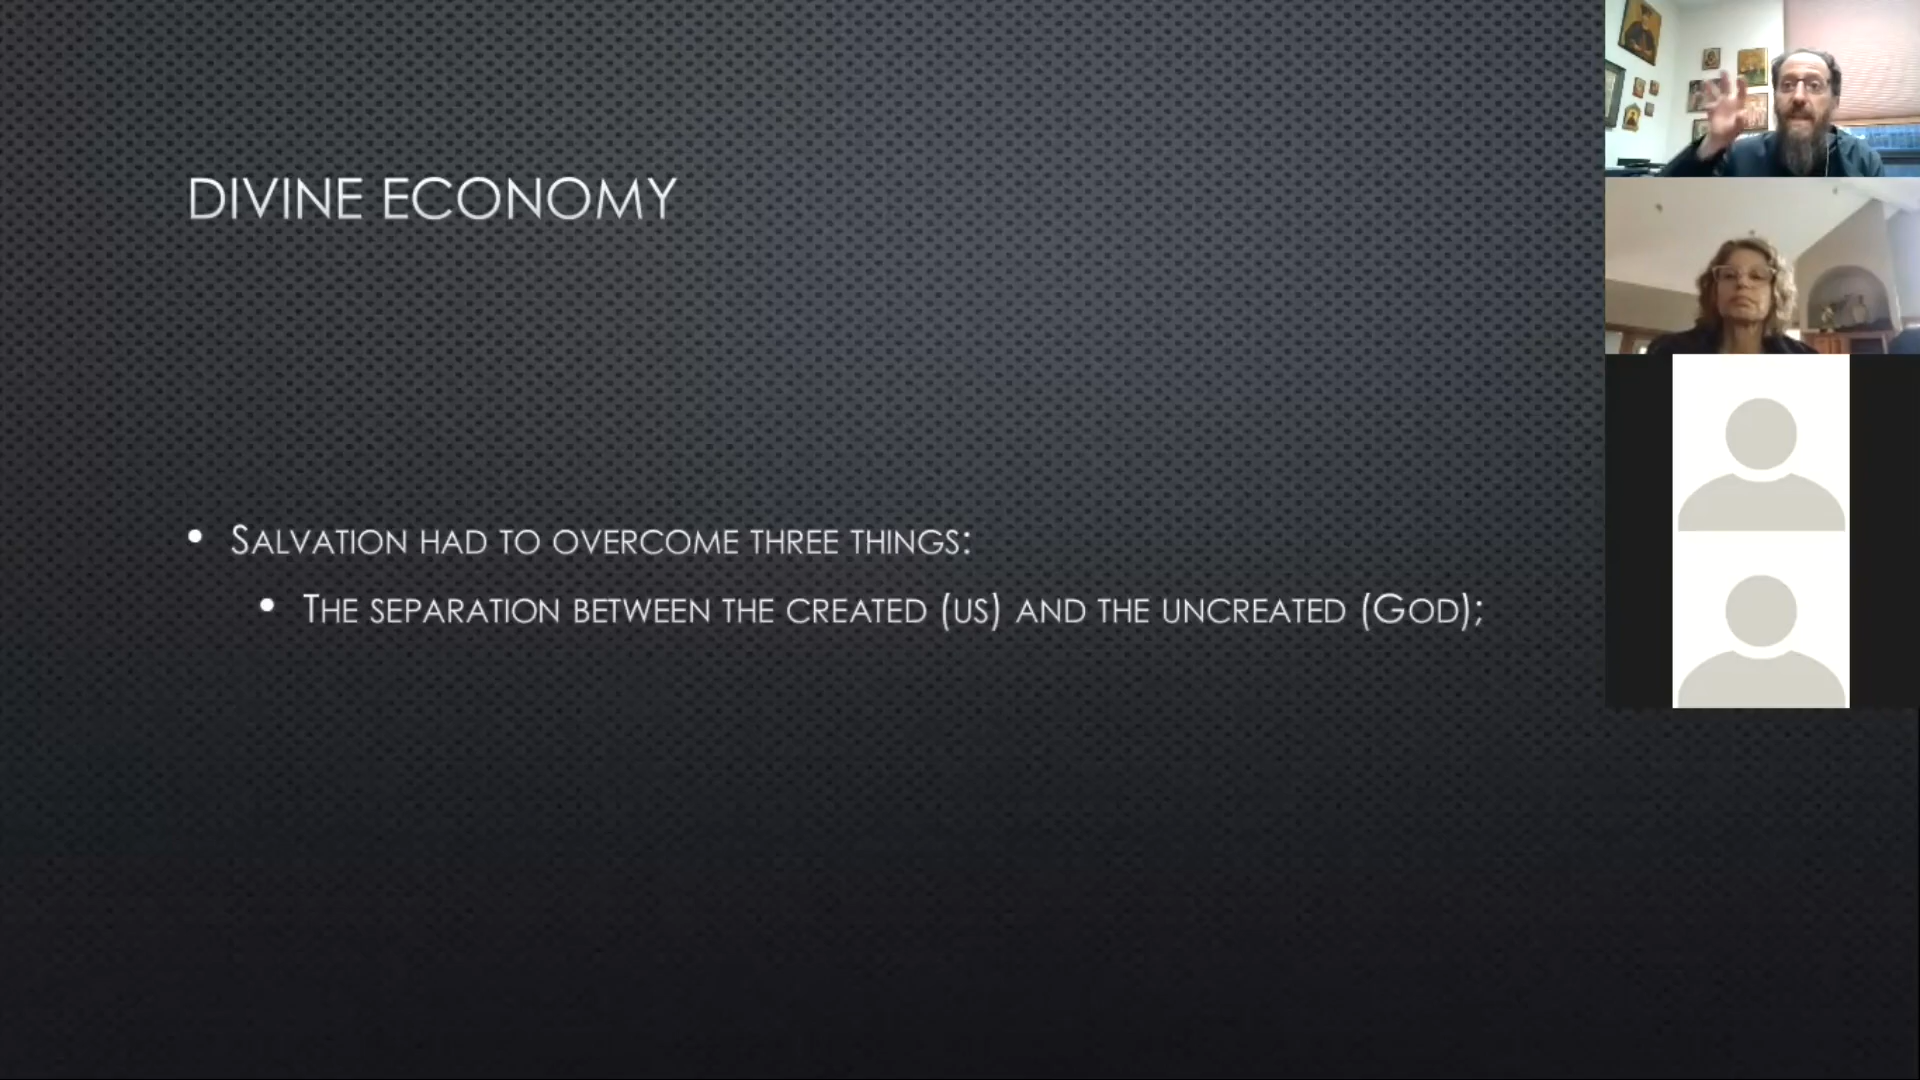 DIVINE ECONOMY
• SALVATION HAD TO OVERCOME THREE THINGS:
• THE SEPARATION BETWEEN THE CREATED (US) AND THE UNCREATED (GOD);